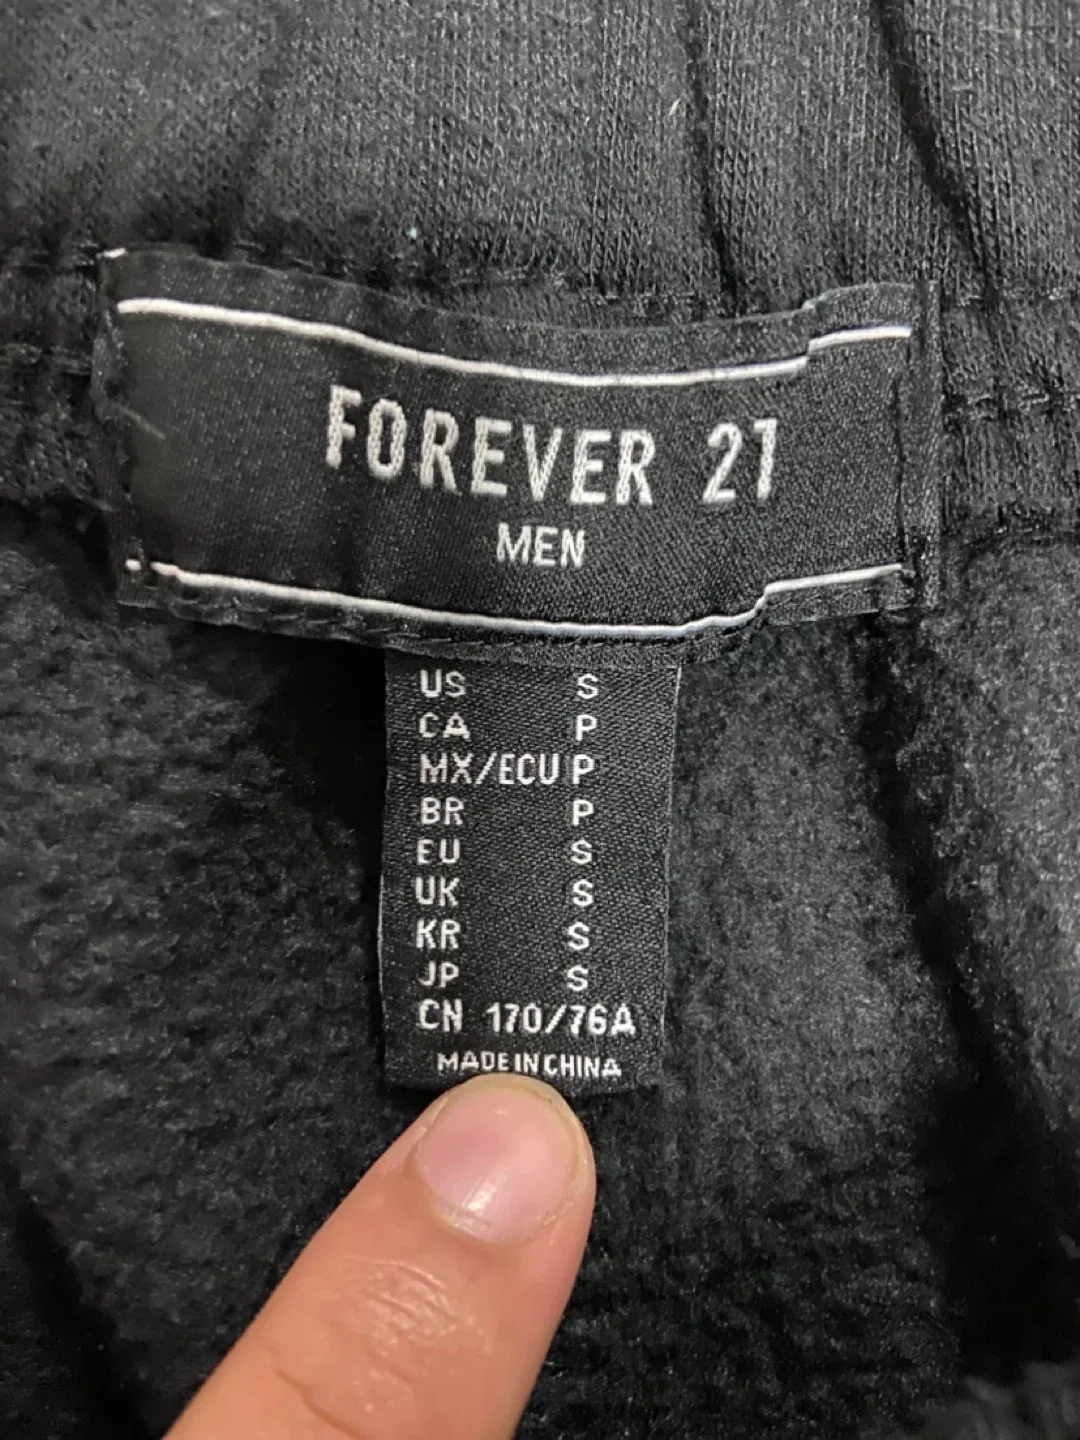 FOREVER 21
MEN
US S
CA P
MX/ECU P
BR P
EU S
UK S
KR S
JP S
CN 170/76A
MADE IN CHINA